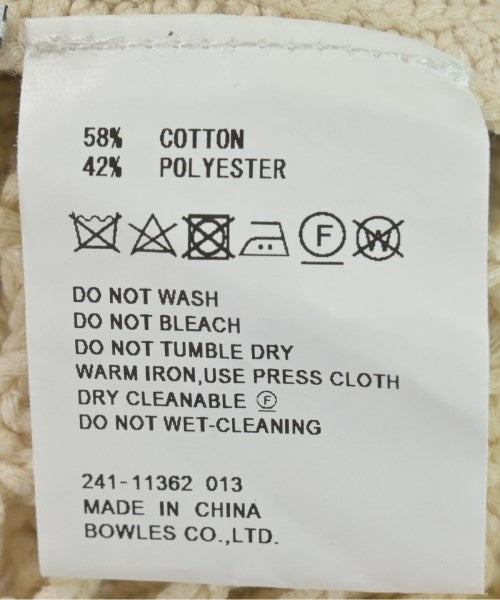 58% COTTON
42% POLYESTER
F W
DO NOT WASH
DO NOT BLEACH
DO NOT TUMBLE DRY
WARM IRON,USE PRESS CLOTH
DRY CLEANABLE Ⓕ
DO NOT WET-CLEANING
241-11362 013
MADE IN CHINA
BOWLES CO.,LTD.